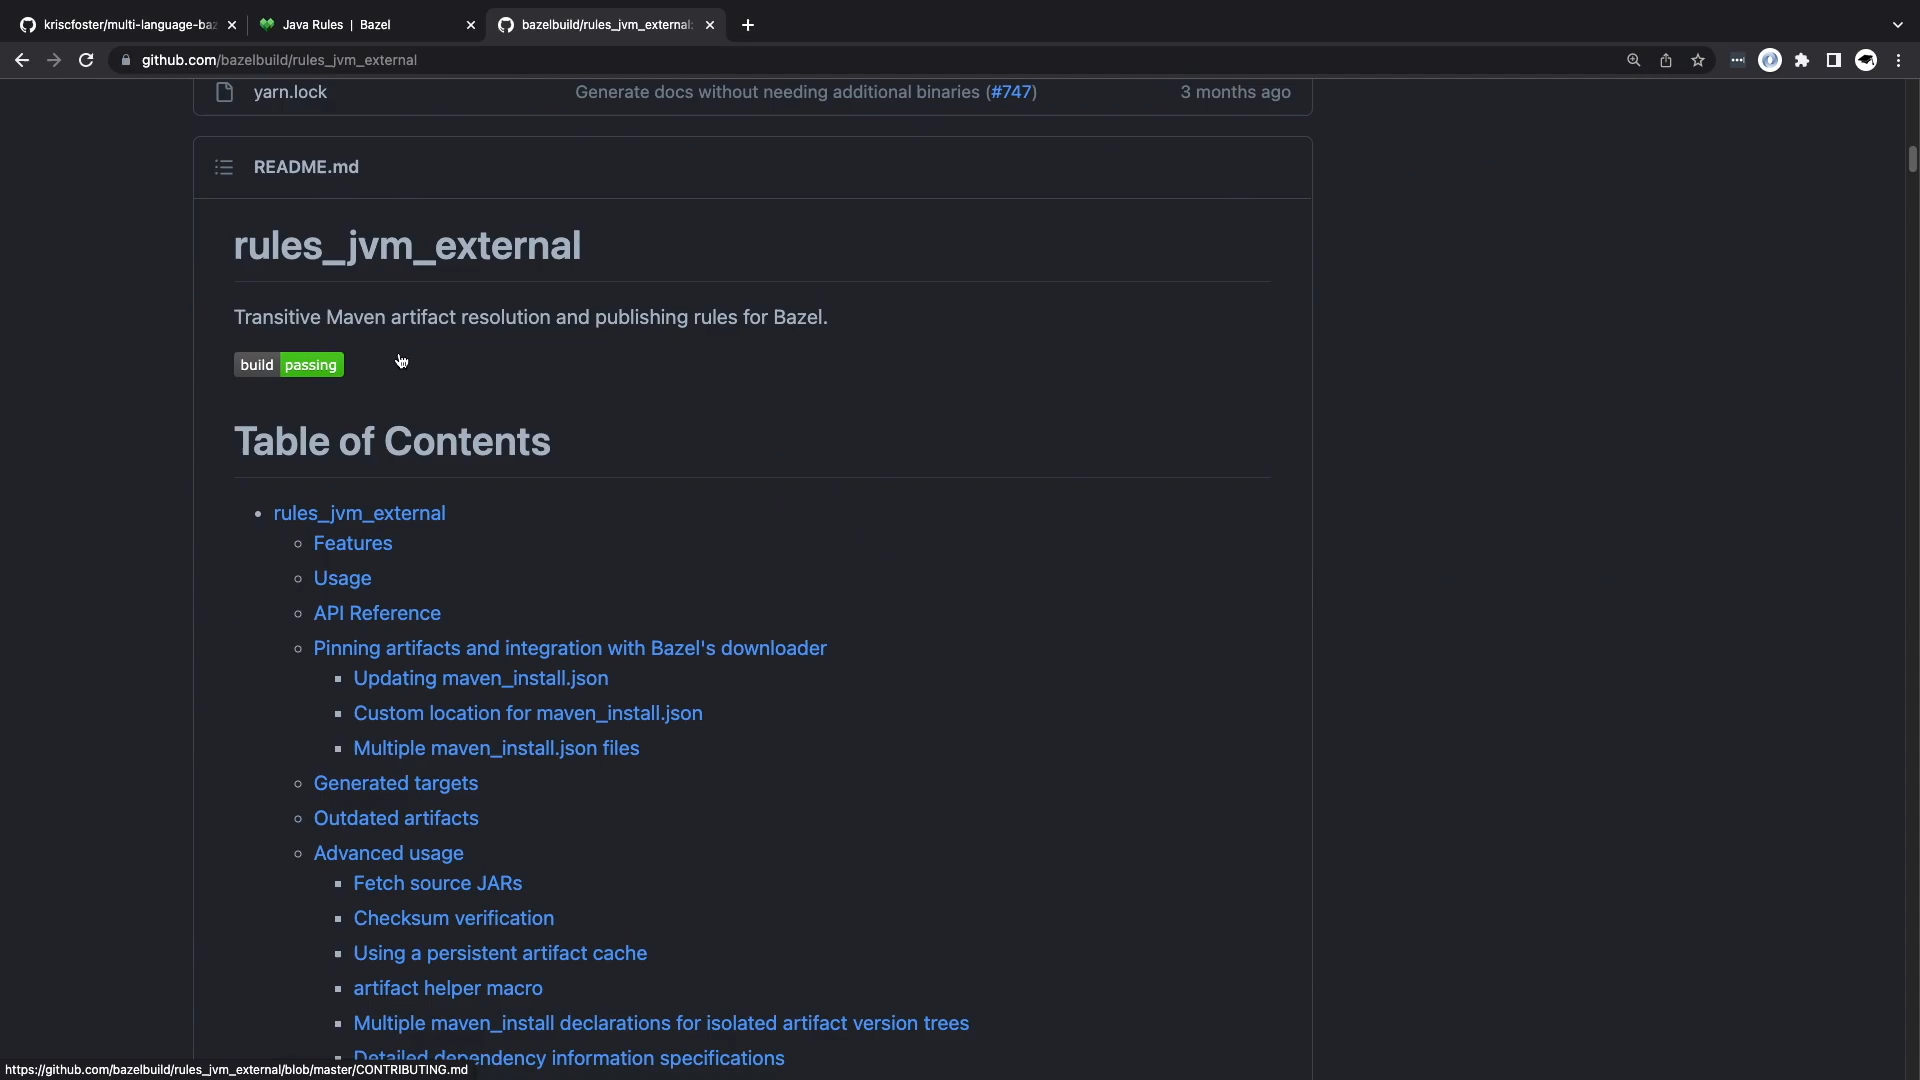 kriscfoster/multi-language-baz
Java Rules | Bazel
bazelbuild/rules_jvm_external:
github.com/bazelbuild/rules_jvm_external
yarn.lock
Generate docs without needing additional binaries (#747)
3 months ago
README.md
rules_jvm_external
Transitive Maven artifact resolution and publishing rules for Bazel.
build passing
Table of Contents
rules_jvm_external
Features
Usage
API Reference
Pinning artifacts and integration with Bazel's downloader
Updating maven_install.json
Custom location for maven_install.json
Multiple maven_install.json files
Generated targets
Outdated artifacts
Advanced usage
Fetch source JARs
Checksum verification
Using a persistent artifact cache
artifact helper macro
Multiple maven_install declarations for isolated artifact version trees
Detailed dependency information specifications
https://github.com/bazelbuild/rules_jvm_external/blob/master/CONTRIBUTING.md